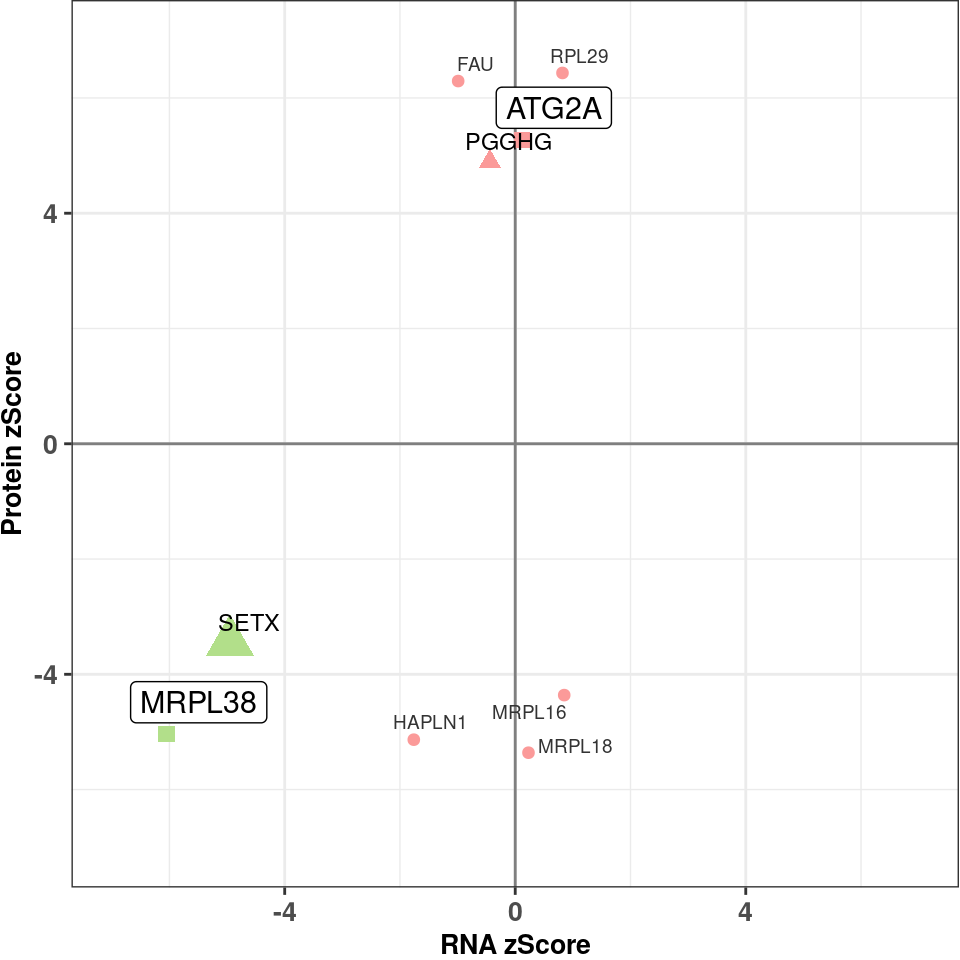 FAU
RPL29
ATG2A
PGGHG
4
0
-4
Protein zScore
SETX
MRPL38
HAPLN1
MRPL16
MRPL18
-4
0
4
RNA zScore